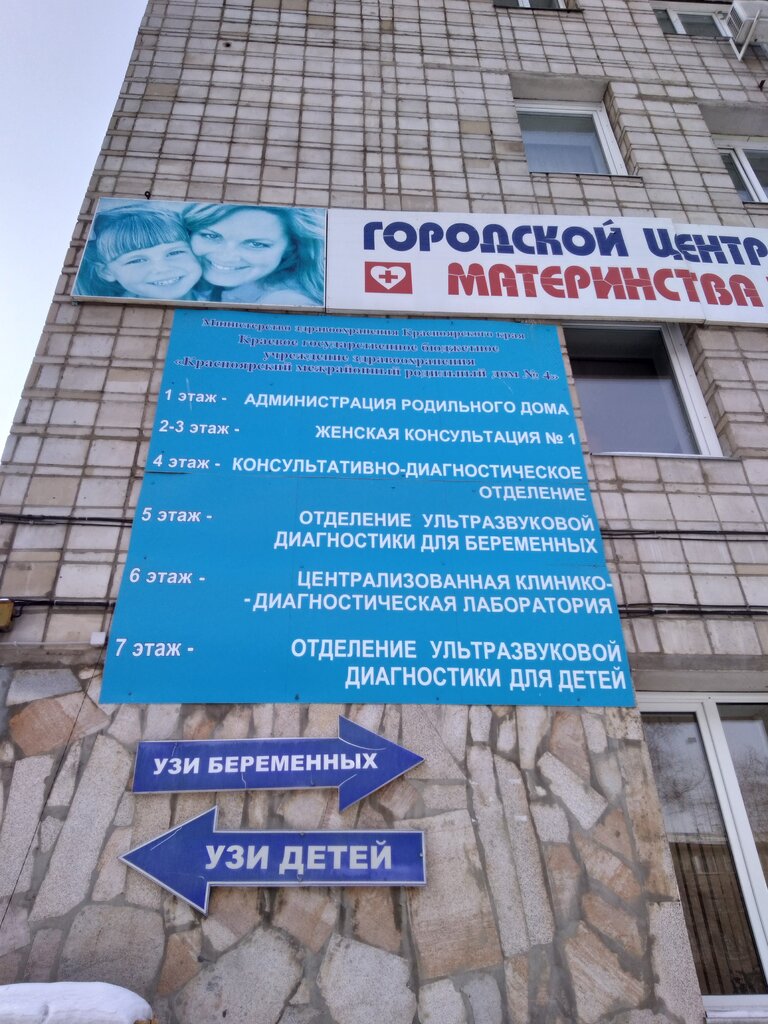 ГОРОДСКОЙ ЦЕНТР
МАТЕРИНСТВА
Министерство здравоохранения Красноярского края
Краевое государственное бюджетное
учреждение здравоохранения
«Красноярский межрайонный родильный дом № 4»
1 этаж - АДМИНИСТРАЦИЯ РОДИЛЬНОГО ДОМА
2-3 этаж - ЖЕНСКАЯ КОНСУЛЬТАЦИЯ № 1
4 этаж - КОНСУЛЬТАТИВНО-ДИАГНОСТИЧЕСКОЕ
ОТДЕЛЕНИЕ
5 этаж - ОТДЕЛЕНИЕ УЛЬТРАЗВУКОВОЙ
ДИАГНОСТИКИ ДЛЯ БЕРЕМЕННЫХ
6 этаж - ЦЕНТРАЛИЗОВАННАЯ КЛИНИКО-
-ДИАГНОСТИЧЕСКАЯ ЛАБОРАТОРИЯ
7 этаж - ОТДЕЛЕНИЕ УЛЬТРАЗВУКОВОЙ
ДИАГНОСТИКИ ДЛЯ ДЕТЕЙ
УЗИ БЕРЕМЕННЫХ
УЗИ ДЕТЕЙ